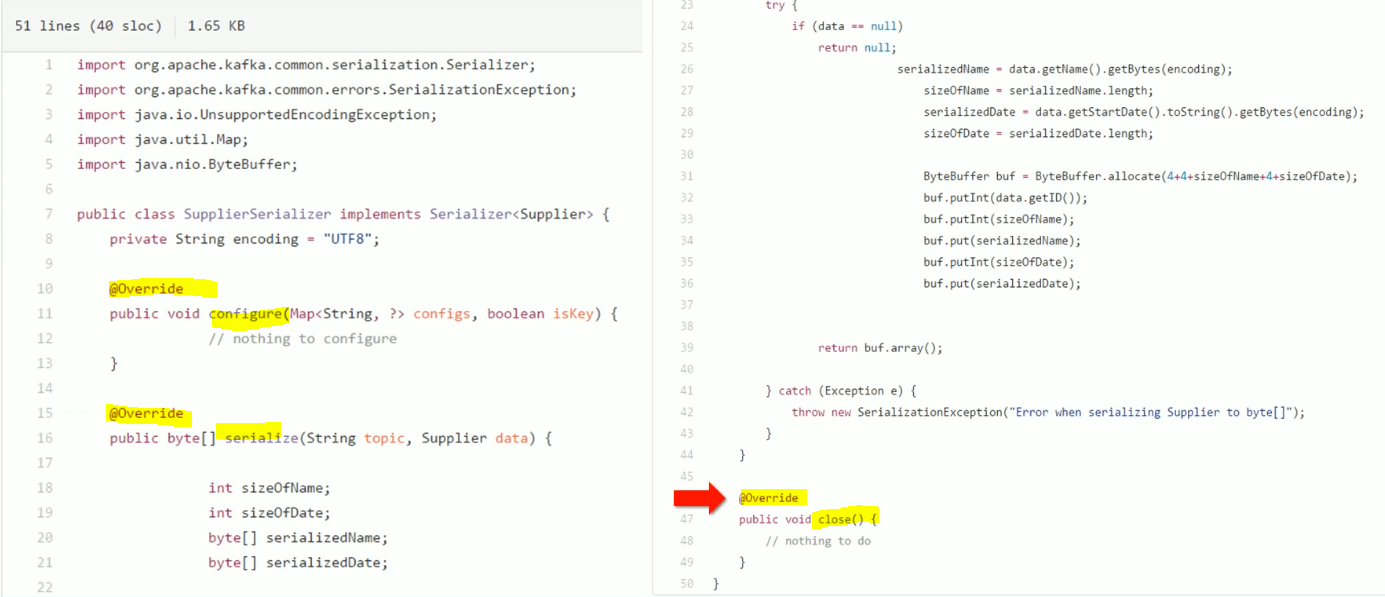 51 lines (40 sloc) 1.65 KB
1 import org.apache.kafka.common.serialization.Serializer;
2 import org.apache.kafka.common.errors.SerializationException;
3 import java.io.UnsupportedEncodingException;
4 import java.util.Map;
5 import java.nio.ByteBuffer;
6
7 public class SupplierSerializer implements Serializer<Supplier> {
8 private String encoding = "UTF8";
9
10 @Override
11 public void configure(Map<String, ?> configs, boolean isKey) {
12 // nothing to configure
13 }
14
15 @Override
16 public byte[] serialize(String topic, Supplier data) {
17
18 int sizeOfName;
19 int sizeOfDate;
20 byte[] serializedName;
21 byte[] serializedDate;
22
23 try {
24 if (data == null)
25 return null;
26 serializedName = data.getName().getBytes(encoding);
27 sizeOfName = serializedName.length;
28 serializedDate = data.getStartDate().toString().getBytes(encoding);
29 sizeOfDate = serializedDate.length;
30
31 ByteBuffer buf = ByteBuffer.allocate(4+4+sizeOfName+4+sizeOfDate);
32 buf.putInt(data.getID());
33 buf.putInt(sizeOfName);
34 buf.put(serializedName);
35 buf.putInt(sizeOfDate);
36 buf.put(serializedDate);
37
38
39 return buf.array();
40
41 } catch (Exception e) {
42 throw new SerializationException("Error when serializing Supplier to byte[]");
43 }
44 }
45
@Override
47 public void close() {
48 // nothing to do
49 }
50 }